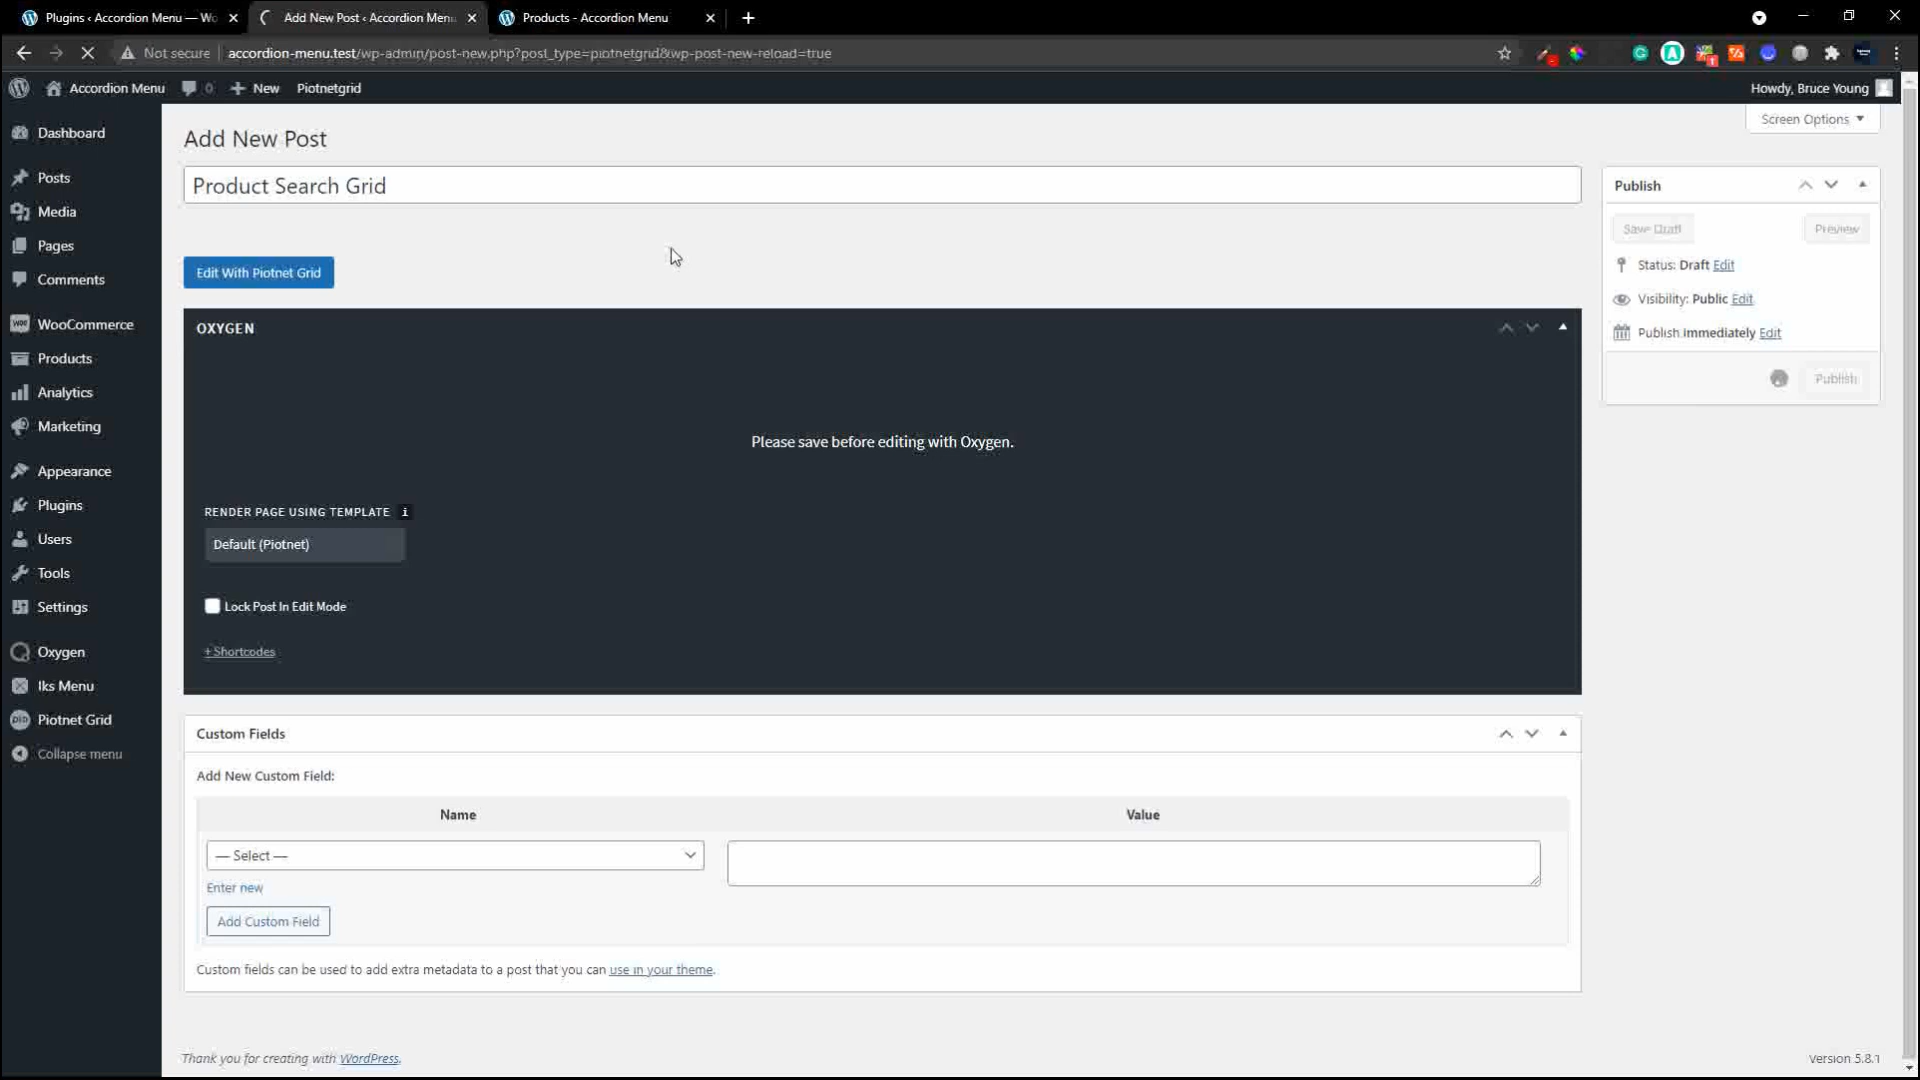 Plugins ‹ Accordion Menu — Wo
Add New Post ‹ Accordion Menu
Products - Accordion Menu
Not secure
accordion-menu.test/wp-admin/post-new.php?post_type=piotnetgrid&wp-post-new-reload=true
Accordion Menu
0
New
Piotnetgrid
Howdy, Bruce Young
Screen Options
Dashboard
Posts
Media
Pages
Comments
WooCommerce
Products
Analytics
Marketing
Appearance
Plugins
Users
Tools
Settings
Oxygen
Iks Menu
Piotnet Grid
Collapse menu
Add New Post
Product Search Grid
Edit With Piotnet Grid
OXYGEN
Please save before editing with Oxygen.
RENDER PAGE USING TEMPLATE i
Default (Piotnet)
Lock Post In Edit Mode
+ Shortcodes
Custom Fields
Add New Custom Field:
Name
Value
— Select —
Enter new
Add Custom Field
Custom fields can be used to add extra metadata to a post that you can use in your theme.
Publish
Save Draft
Preview
Status: Draft Edit
Visibility: Public Edit
Publish immediately Edit
Publish
Thank you for creating with WordPress.
Version 5.8.1